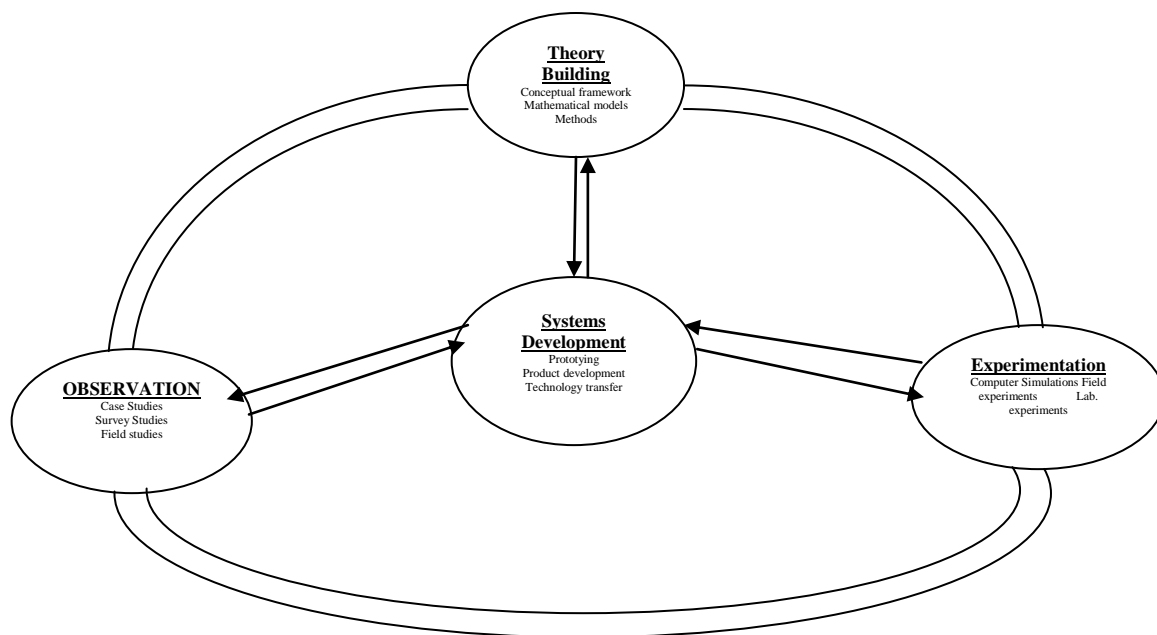 Theory
Building
Conceptual framework
Mathematical models
Methods
Systems
Development
Prototying
Product development
Technology transfer
OBSERVATION
Case Studies
Survey Studies
Field studies
Experimentation
Computer Simulations Field
experiments Lab.
experiments